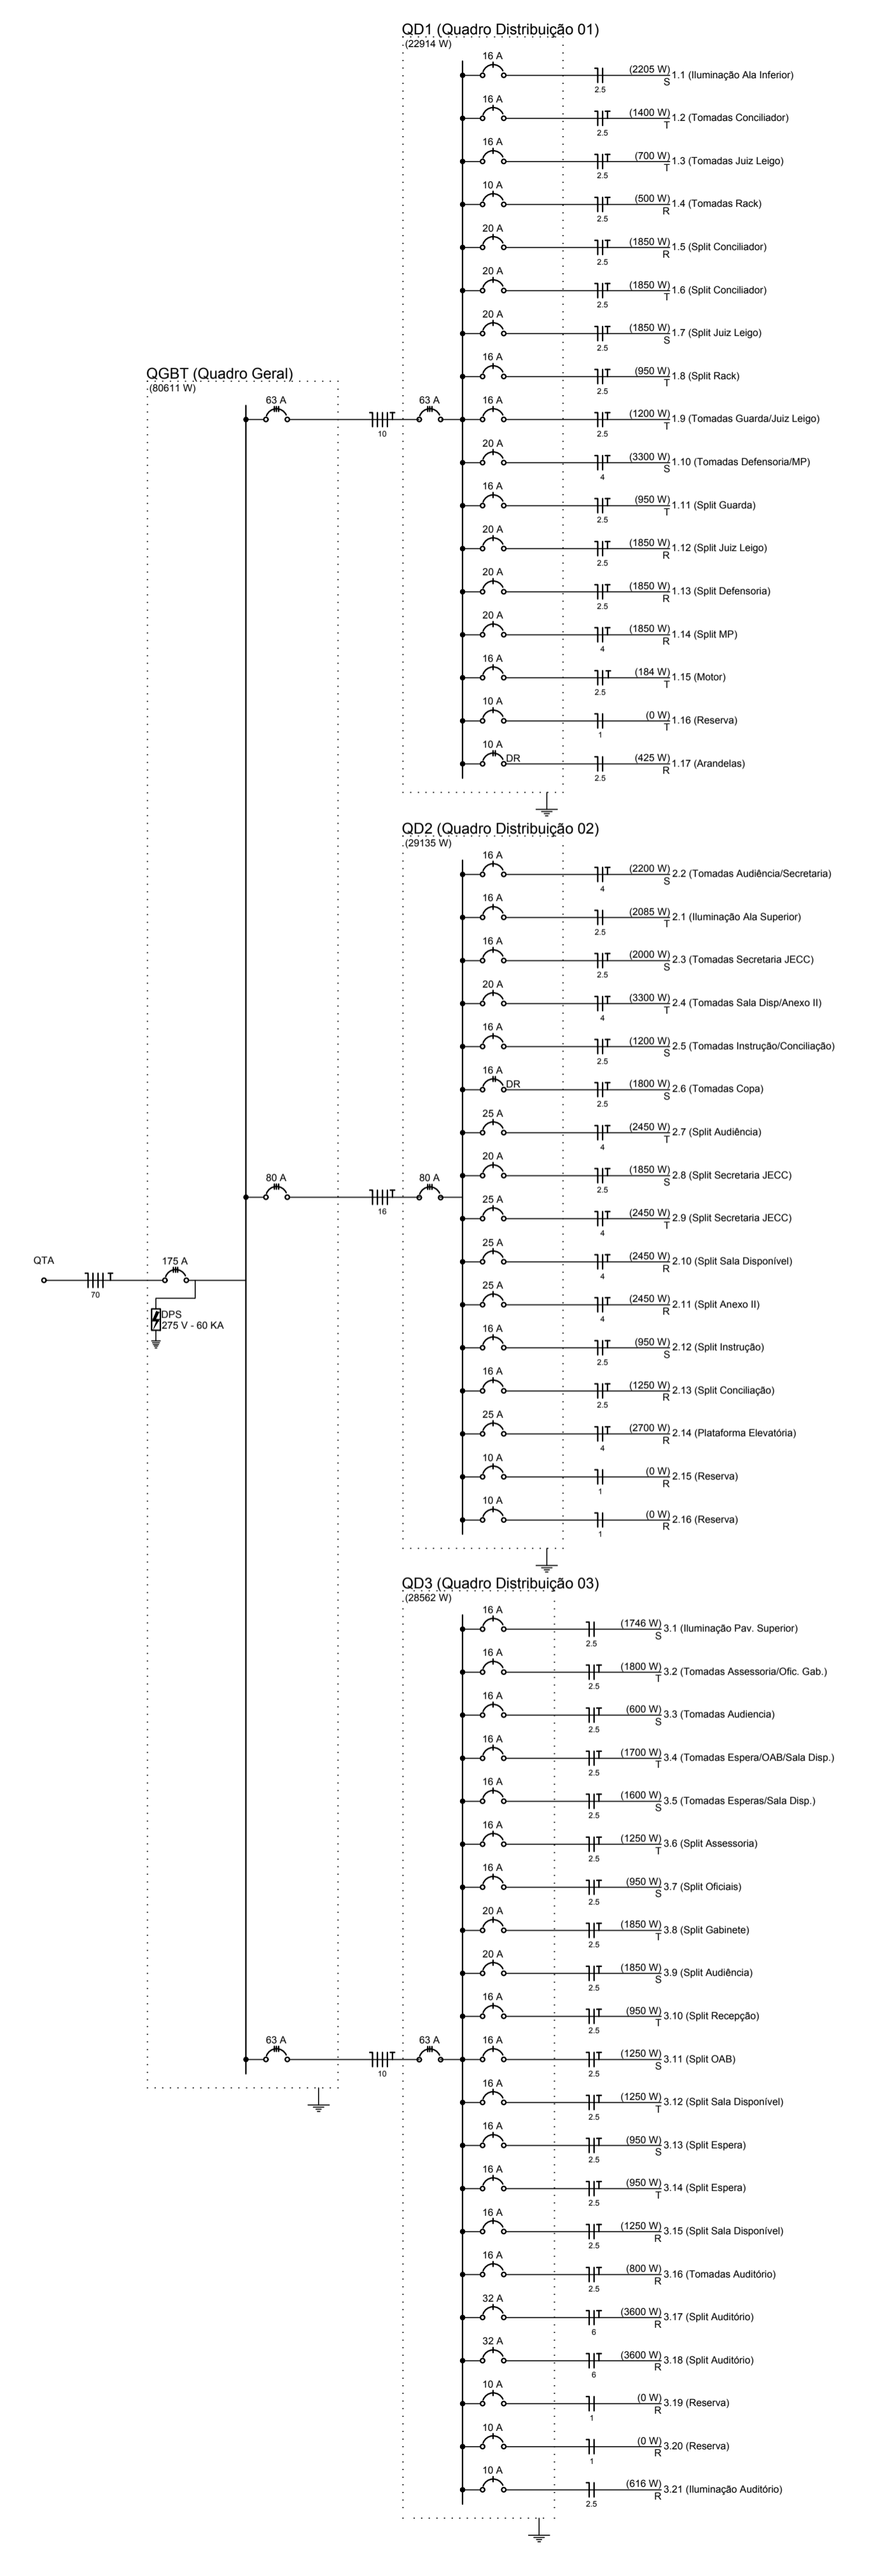 QD1 (Quadro Distribuição 01)
(22914 W)
16 A
2.5
(2205 W)
S
1.1 (Iluminação Ala Inferior)
16 A
2.5
(1400 W)
T
1.2 (Tomadas Conciliador)
16 A
2.5
(700 W)
T
1.3 (Tomadas Juiz Leigo)
10 A
2.5
(500 W)
R
1.4 (Tomadas Rack)
20 A
2.5
(1850 W)
R
1.5 (Split Conciliador)
20 A
2.5
(1850 W)
T
1.6 (Split Conciliador)
20 A
2.5
(1850 W)
S
1.7 (Split Juiz Leigo)
16 A
2.5
(950 W)
T
1.8 (Split Rack)
QGBT (Quadro Geral)
(80611 W)
63 A
10
63 A
16 A
2.5
(1200 W)
T
1.9 (Tomadas Guarda/Juiz Leigo)
20 A
4
(3300 W)
S
1.10 (Tomadas Defensoria/MP)
16 A
2.5
(950 W)
T
1.11 (Split Guarda)
20 A
2.5
(1850 W)
R
1.12 (Split Juiz Leigo)
20 A
2.5
(1850 W)
R
1.13 (Split Defensoria)
20 A
4
(1850 W)
R
1.14 (Split MP)
16 A
2.5
(184 W)
T
1.15 (Motor)
10 A
1
(0 W)
T
1.16 (Reserva)
10 A
DR
2.5
(425 W)
R
1.17 (Arandelas)
QD2 (Quadro Distribuição 02)
(29135 W)
16 A
4
(2200 W)
S
2.2 (Tomadas Audiência/Secretaria)
16 A
2.5
(2085 W)
T
2.1 (Iluminação Ala Superior)
16 A
2.5
(2000 W)
S
2.3 (Tomadas Secretaria JECC)
20 A
4
(3300 W)
T
2.4 (Tomadas Sala Disp/Anexo II)
16 A
2.5
(1200 W)
S
2.5 (Tomadas Instrução/Conciliação)
16 A
DR
2.5
(1800 W)
S
2.6 (Tomadas Copa)
25 A
4
(2450 W)
T
2.7 (Split Audiência)
20 A
2.5
(1850 W)
S
2.8 (Split Secretaria JECC)
80 A
16
80 A
25 A
4
(2450 W)
T
2.9 (Split Secretaria JECC)
25 A
4
(2450 W)
R
2.10 (Split Sala Disponível)
QTA
70
175 A
DPS
275 V - 60 KA
25 A
4
(2450 W)
R
2.11 (Split Anexo II)
16 A
2.5
(950 W)
S
2.12 (Split Instrução)
16 A
2.5
(1250 W)
R
2.13 (Split Conciliação)
25 A
4
(2700 W)
R
2.14 (Plataforma Elevatória)
10 A
1
(0 W)
R
2.15 (Reserva)
10 A
1
(0 W)
R
2.16 (Reserva)
QD3 (Quadro Distribuição 03)
(28562 W)
16 A
2.5
(1746 W)
S
3.1 (Iluminação Pav. Superior)
16 A
2.5
(1800 W)
T
3.2 (Tomadas Assessoria/Ofic. Gab.)
16 A
2.5
(600 W)
S
3.3 (Tomadas Audiencia)
16 A
2.5
(1700 W)
T
3.4 (Tomadas Espera/OAB/Sala Disp.)
16 A
2.5
(1600 W)
S
3.5 (Tomadas Esperas/Sala Disp.)
16 A
2.5
(1250 W)
T
3.6 (Split Assessoria)
16 A
2.5
(950 W)
S
3.7 (Split Oficiais)
20 A
2.5
(1850 W)
T
3.8 (Split Gabinete)
20 A
2.5
(1850 W)
S
3.9 (Split Audiência)
16 A
2.5
(950 W)
T
3.10 (Split Recepção)
63 A
10
63 A
16 A
2.5
(1250 W)
S
3.11 (Split OAB)
16 A
2.5
(1250 W)
T
3.12 (Split Sala Disponível)
16 A
2.5
(950 W)
S
3.13 (Split Espera)
16 A
2.5
(950 W)
T
3.14 (Split Espera)
16 A
2.5
(1250 W)
R
3.15 (Split Sala Disponível)
16 A
2.5
(800 W)
R
3.16 (Tomadas Auditório)
32 A
6
(3600 W)
R
3.17 (Split Auditório)
32 A
6
(3600 W)
R
3.18 (Split Auditório)
10 A
1
(0 W)
R
3.19 (Reserva)
10 A
1
(0 W)
R
3.20 (Reserva)
10 A
2.5
(616 W)
R
3.21 (Iluminação Auditório)